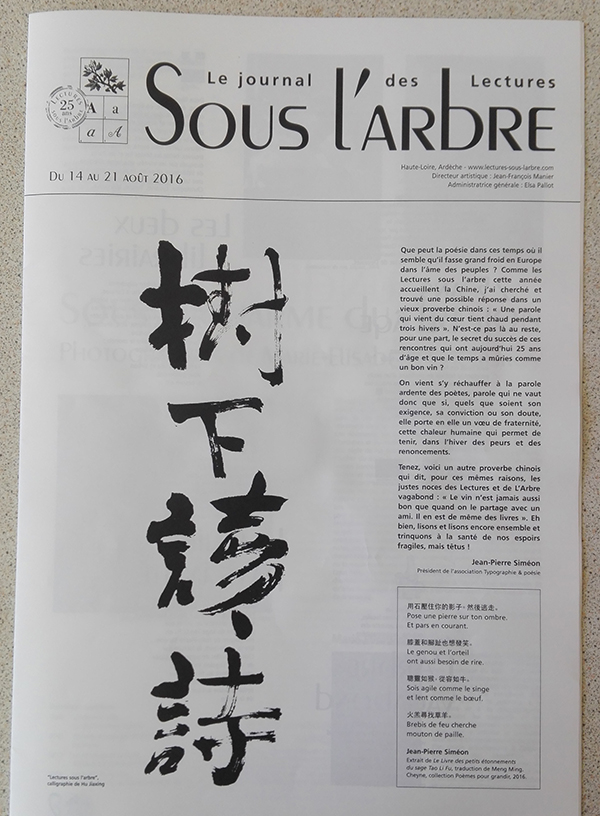 Le journal des Lectures
SOUS L'ARBRE
LECTURES SOUS L'ARBRE
25 ans
A a
a A
Haute-Loire, Ardèche - www.lectures-sous-larbre.com
Directeur artistique : Jean-François Manier
Administratrice générale : Elsa Pallot
DU 14 AU 21 AOÛT 2016
樹
下
讀
詩
"Lectures sous l'arbre",
calligraphie de Hu Jiaxing
Que peut la poésie dans ces temps où il
semble qu'il fasse grand froid en Europe
dans l'âme des peuples ? Comme les
Lectures sous l'arbre cette année
accueillent la Chine, j'ai cherché et
trouvé une possible réponse dans un
vieux proverbe chinois : « Une parole
qui vient du cœur tient chaud pendant
trois hivers ». N'est-ce pas là au reste,
pour une part, le secret du succès de ces
rencontres qui ont aujourd'hui 25 ans
d'âge et que le temps a mûries comme
un bon vin ?
On vient s'y réchauffer à la parole
ardente des poètes, parole qui ne vaut
donc que si, quels que soient son
exigence, sa conviction ou son doute,
elle porte en elle un vœu de fraternité,
cette chaleur humaine qui permet de
tenir, dans l'hiver des peurs et des
renoncements.
Tenez, voici un autre proverbe chinois
qui dit, pour ces mêmes raisons, les
justes noces des Lectures et de L'Arbre
vagabond : « Le vin n'est jamais aussi
bon que quand on le partage avec un
ami. Il en est de même des livres ». Eh
bien, lisons et lisons encore ensemble et
trinquons à la santé de nos espoirs
fragiles, mais têtus !
Jean-Pierre Siméon
Président de l'association Typographie & poésie
用石壓住你的影子,然後逃走。
Pose une pierre sur ton ombre.
Et pars en courant.
膝蓋和腳趾也想發笑。
Le genou et l'orteil
ont aussi besoin de rire.
聰靈如猴,從容如牛。
Sois agile comme le singe
et lent comme le bœuf.
火羔尋找草羊。
Brebis de feu cherche
mouton de paille.
Jean-Pierre Siméon
Extrait de Le Livre des petits étonnements
du sage Tao Li Fu, traduction de Meng Ming.
Cheyne, collection Poèmes pour grandir, 2016.